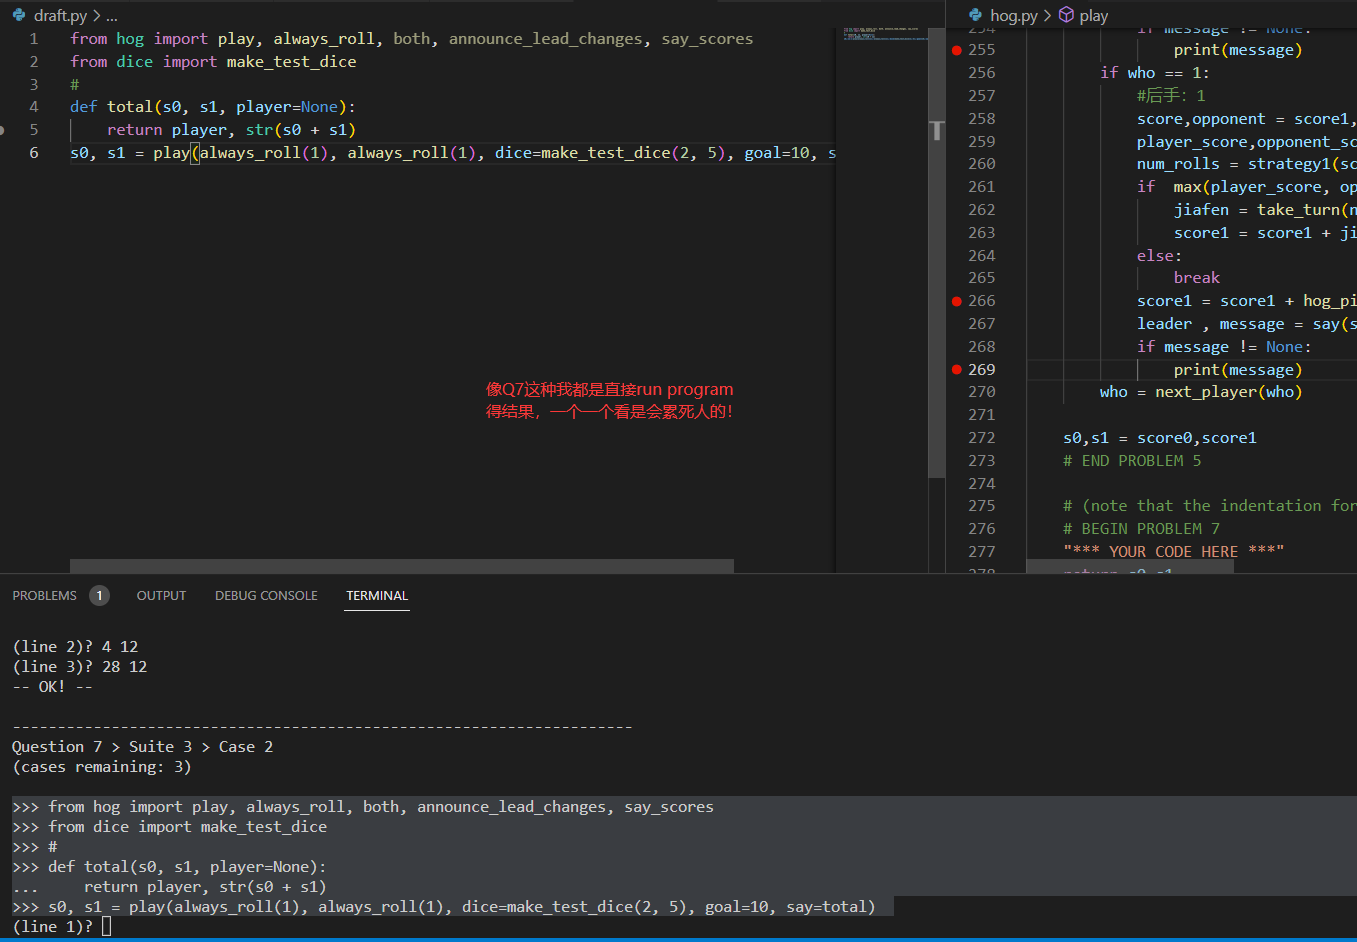 draft.py > ...
1 from hog import play, always_roll, both, announce_lead_changes, say_scores
2 from dice import make_test_dice
3 #
4 def total(s0, s1, player=None):
5 return player, str(s0 + s1)
6 s0, s1 = play(always_roll(1), always_roll(1), dice=make_test_dice(2, 5), goal=10, s
像Q7这种我都是直接run program
得结果，一个一个看是会累死人的!
hog.py > play
254 if message != None:
255 print(message)
256 if who == 1:
257 #后手: 1
258 score,opponent = score1,
259 player_score,opponent_sc
260 num_rolls = strategy1(sc
261 if max(player_score, op
262 jiafen = take_turn(n
263 score1 = score1 + ji
264 else:
265 break
266 score1 = score1 + hog_pi
267 leader , message = say(s
268 if message != None:
269 print(message)
270 who = next_player(who)
271
272 s0,s1 = score0,score1
273 # END PROBLEM 5
274
275 # (note that the indentation for
276 # BEGIN PROBLEM 7
277 "*** YOUR CODE HERE ***"
278 return s0,s1
PROBLEMS 1 OUTPUT DEBUG CONSOLE TERMINAL
(line 2)? 4 12
(line 3)? 28 12
-- OK! --
---------------------------------------------------------------------
Question 7 > Suite 3 > Case 2
(cases remaining: 3)
>>> from hog import play, always_roll, both, announce_lead_changes, say_scores
>>> from dice import make_test_dice
>>> #
>>> def total(s0, s1, player=None):
... return player, str(s0 + s1)
>>> s0, s1 = play(always_roll(1), always_roll(1), dice=make_test_dice(2, 5), goal=10, say=total)
(line 1)?